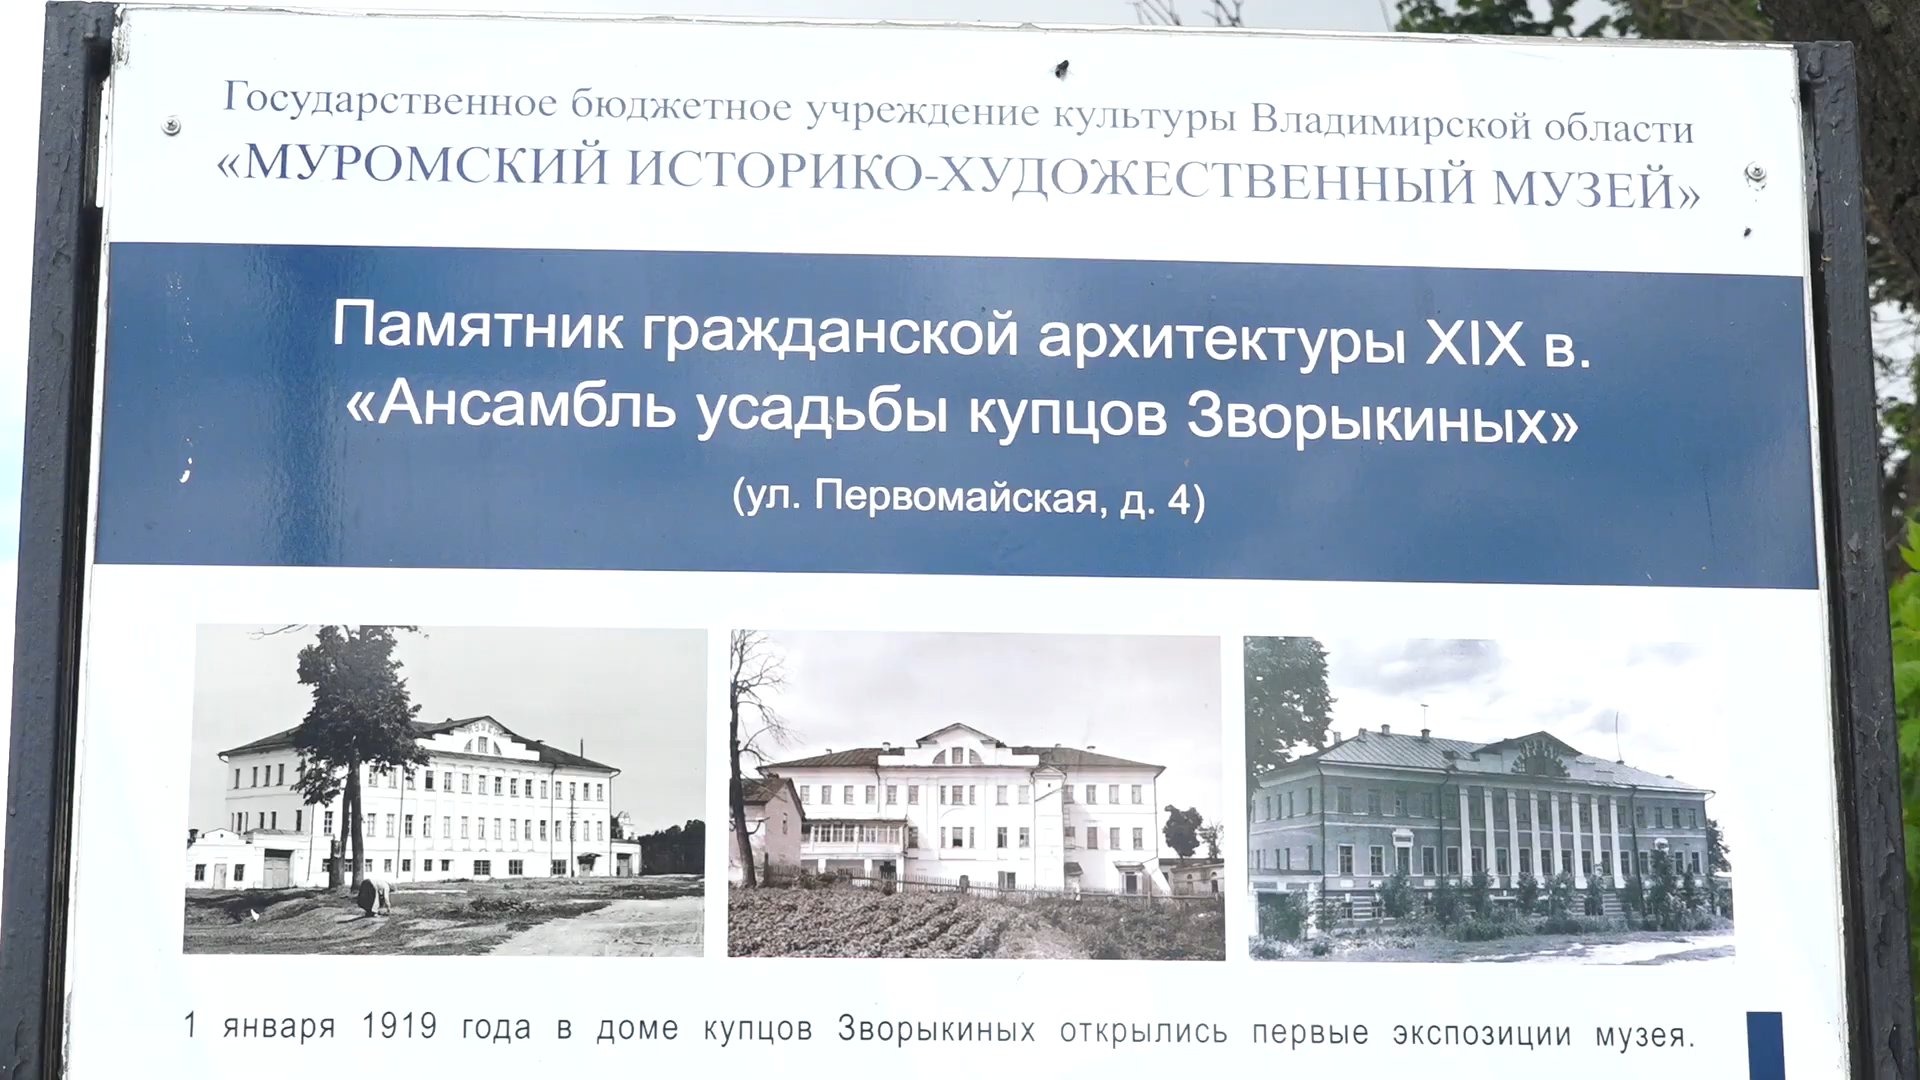 Государственное бюджетное учреждение культуры Владимирской области
«МУРОМСКИЙ ИСТОРИКО-ХУДОЖЕСТВЕННЫЙ МУЗЕЙ»
Памятник гражданской архитектуры XIX в.
«Ансамбль усадьбы купцов Зворыкиных»
(ул. Первомайская, д. 4)
1 января 1919 года в доме купцов Зворыкиных открылись первые экспозиции музея.